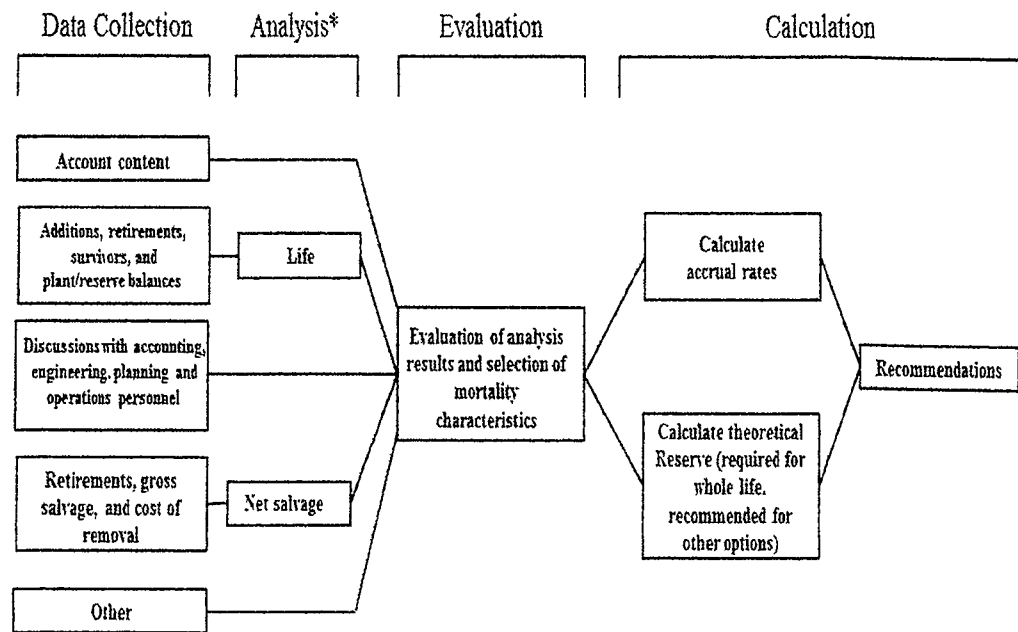 Data Collection
Analysis*
Evaluation
Calculation
Account content
Additions, retirements,
survivors, and
plant/reserve balances
Life
Discussions with accounting,
engineering, planning and
operations personnel
Retirements, gross
salvage, and cost of
removal
Net salvage
Other
Evaluation of analysis
results and selection of
mortality
characteristics
Calculate
accrual rates
Calculate theoretical
Reserve (required for
whole life,
recommended for
other options)
Recommendations